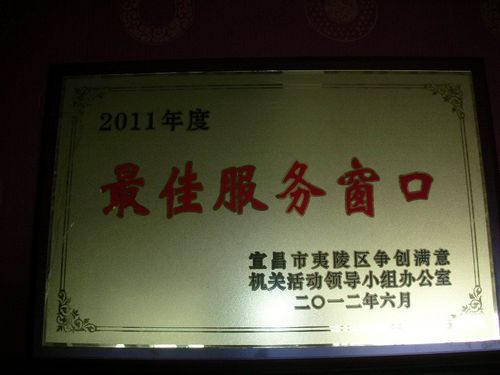 2011年度
最佳服务窗口
宜昌市夷陵区争创满意
机关活动领导小组办公室
二〇一二年六月